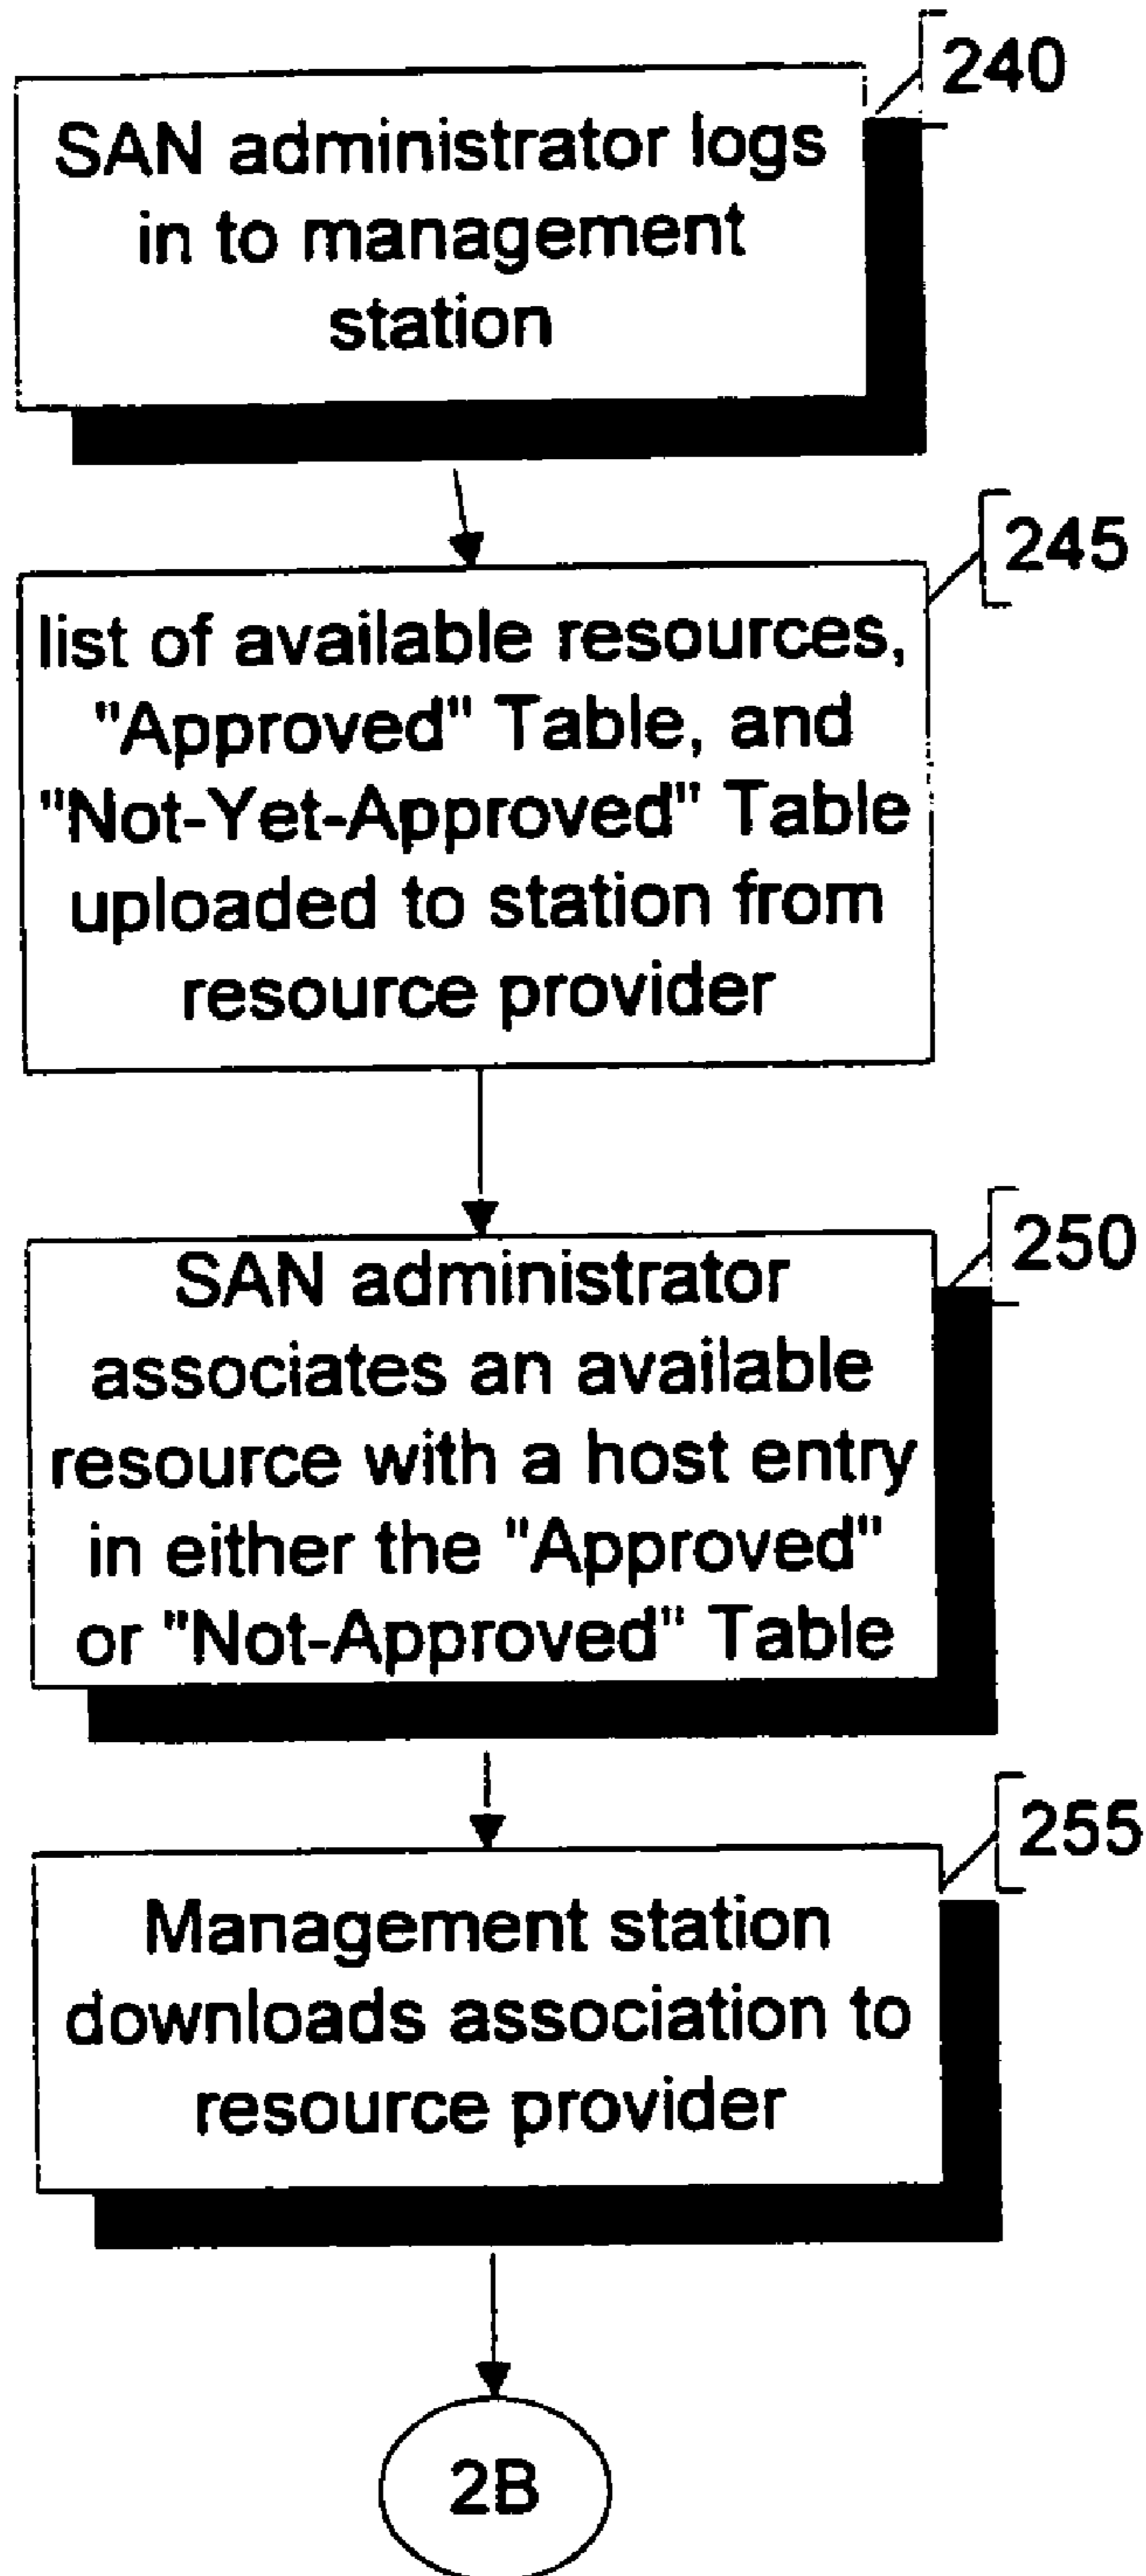 240
SAN administrator logs
in to management
station
245
list of available resources,
"Approved" Table, and
"Not-Yet-Approved" Table
uploaded to station from
resource provider
250
SAN administrator
associates an available
resource with a host entry
in either the "Approved"
or "Not-Approved" Table
255
Management station
downloads association to
resource provider
2B